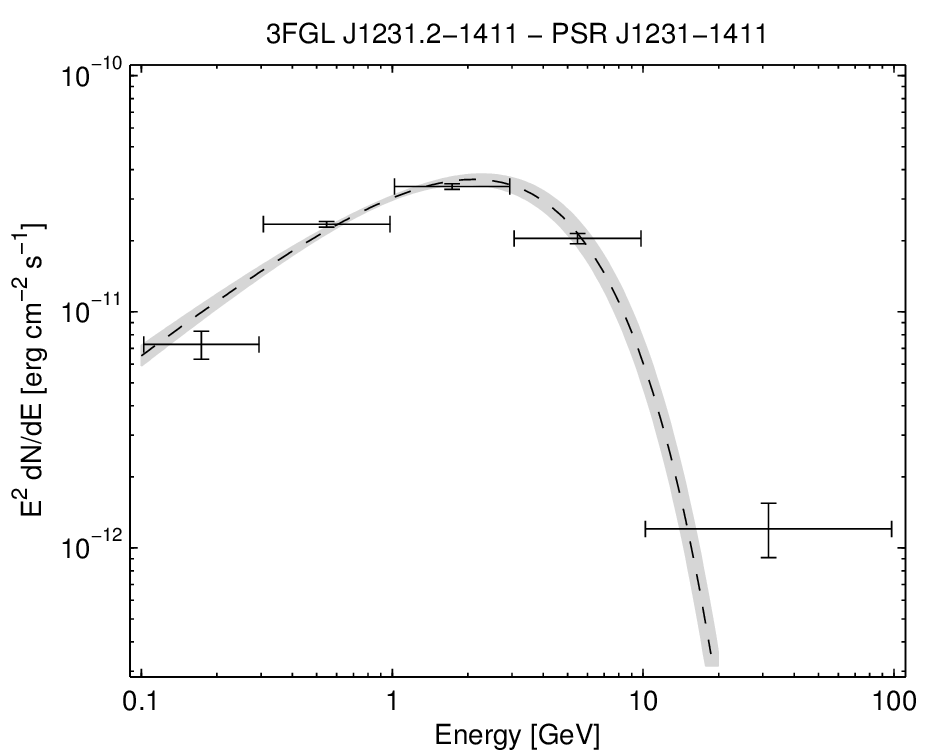 3FGL J1231.2−1411 − PSR J1231−1411
10⁻¹⁰
10⁻¹¹
10⁻¹²
E² dN/dE [erg cm⁻² s⁻¹]
0.1 1 10 100
Energy [GeV]